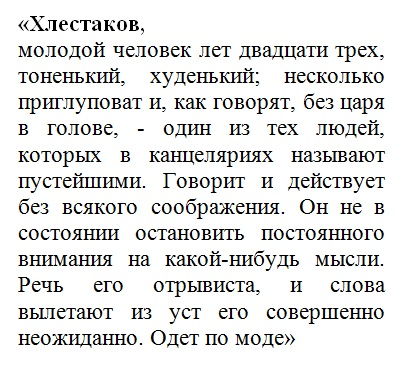 «Хлестаков,
молодой человек лет двадцати трех,
тоненький, худенький; несколько
приглуповат и, как говорят, без царя
в голове, - один из тех людей,
которых в канцеляриях называют
пустейшими. Говорит и действует
без всякого соображения. Он не в
состоянии остановить постоянного
внимания на какой-нибудь мысли.
Речь его отрывиста, и слова
вылетают из уст его совершенно
неожиданно. Одет по моде»